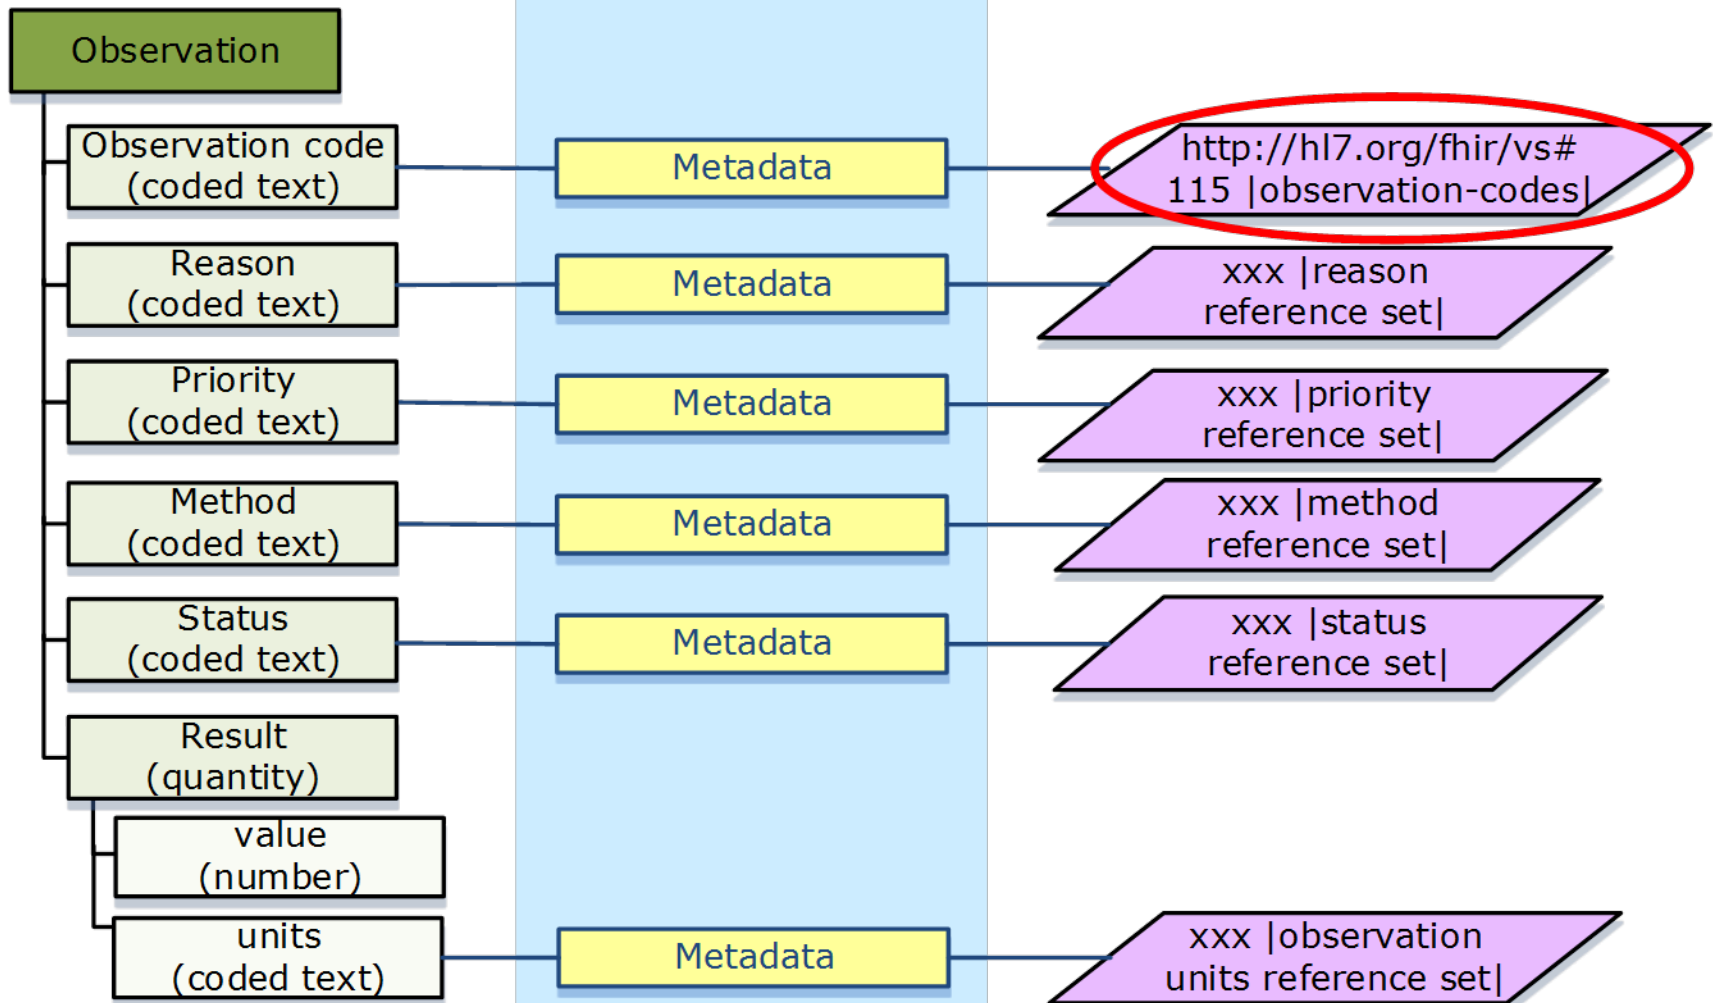 Observation
Observation code
(coded text)
Metadata
http://hl7.org/fhir/vs#
115 |observation-codes|
Reason
(coded text)
Metadata
xxx |reason
reference set|
Priority
(coded text)
Metadata
xxx |priority
reference set|
Method
(coded text)
Metadata
xxx |method
reference set|
Status
(coded text)
Metadata
xxx |status
reference set|
Result
(quantity)
value
(number)
units
(coded text)
Metadata
xxx |observation
units reference set|